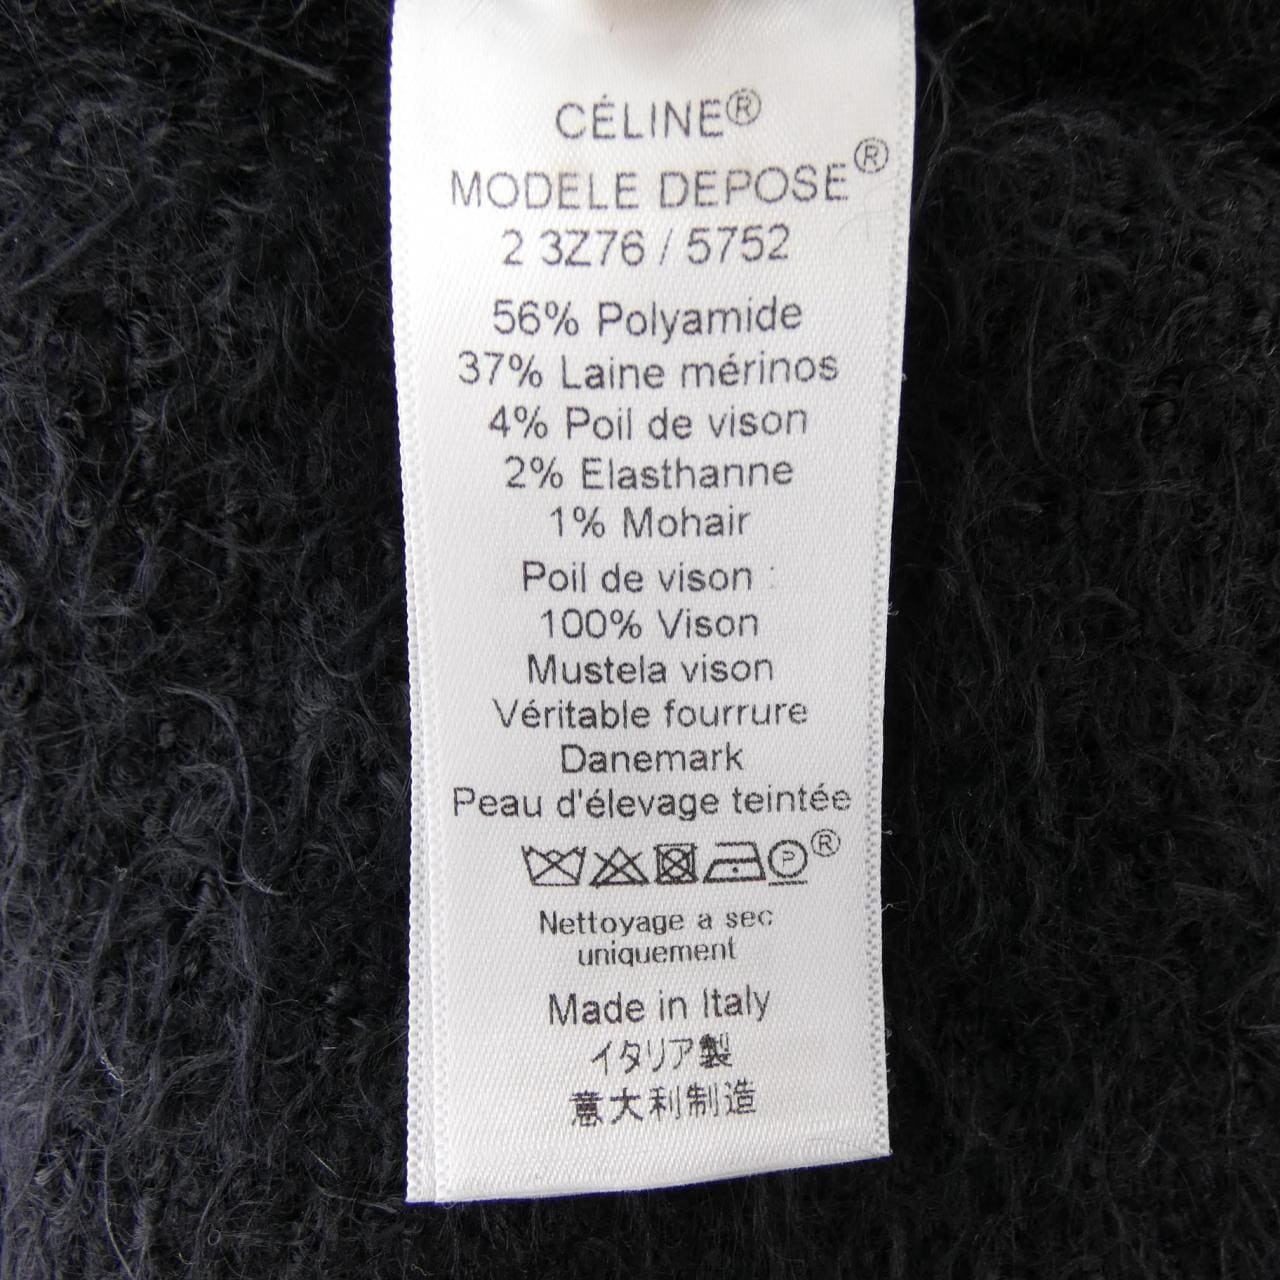 CÉLINE®
MODELE DEPOSE®
2 3Z76 / 5752
56% Polyamide
37% Laine mérinos
4% Poil de vison
2% Elasthanne
1% Mohair
Poil de vison :
100% Vison
Mustela vison
Véritable fourrure
Danemark
Peau d'élevage teintée
P ®
Nettoyage a sec
uniquement
Made in Italy
イタリア製
意大利制造